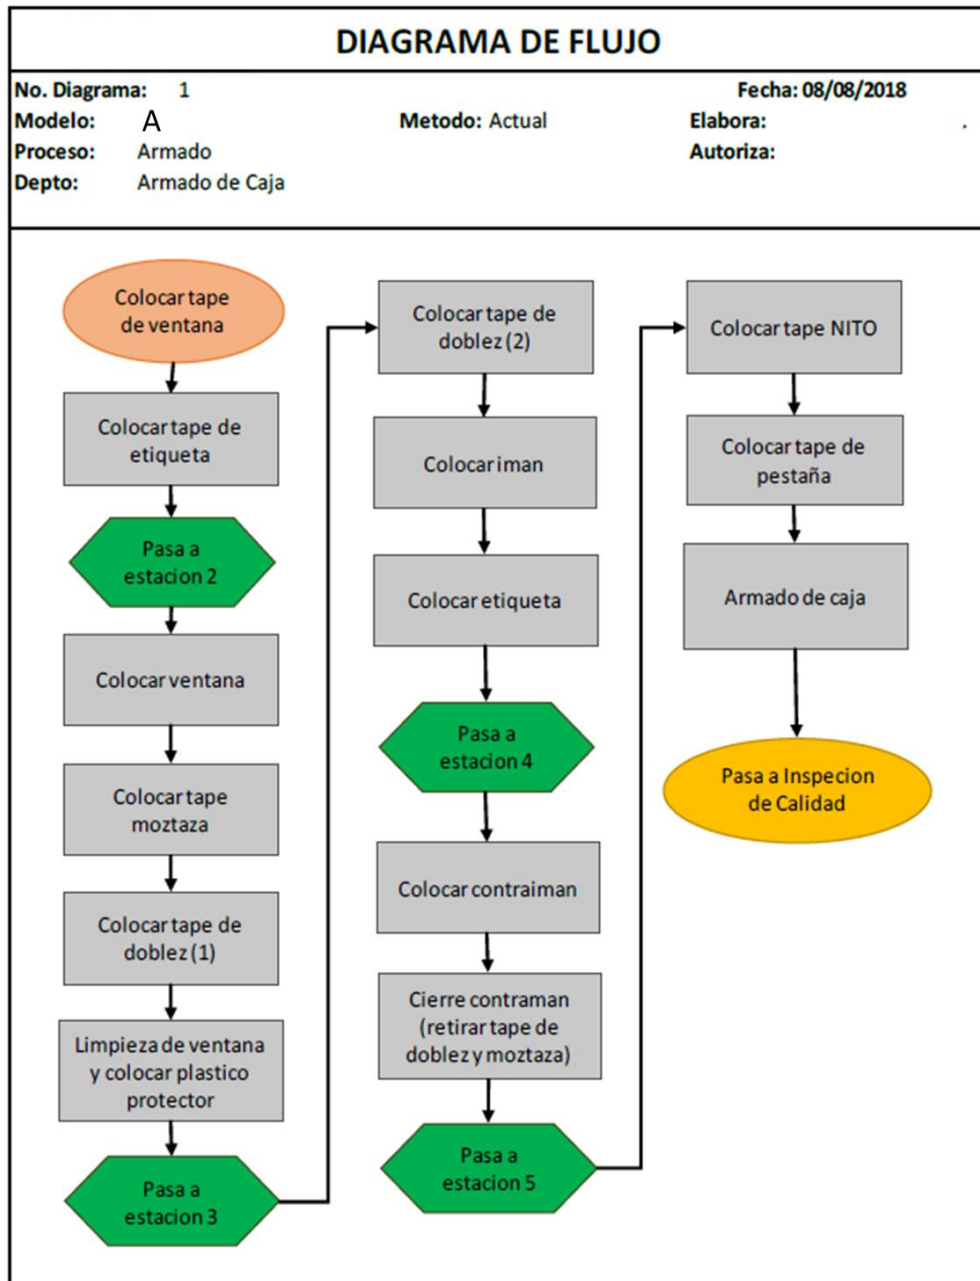 DIAGRAMA DE FLUJO
No. Diagrama: 1
Fecha: 08/08/2018
Modelo: A
Metodo: Actual
Elabora: .
Proceso: Armado
Autoriza:
Depto: Armado de Caja
Colocar tape
de ventana
Colocar tape de
etiqueta
Pasa a
estacion 2
Colocar ventana
Colocar tape
moztaza
Colocar tape de
doblez (1)
Limpieza de ventana
y colocar plastico
protector
Pasa a
estacion 3
Colocar tape de
doblez (2)
Colocar iman
Colocar etiqueta
Pasa a
estacion 4
Colocar contraiman
Cierre contraman
(retirar tape de
doblez y moztaza)
Pasa a
estacion 5
Colocar tape NITO
Colocar tape de
pestaña
Armado de caja
Pasa a Inspecion
de Calidad